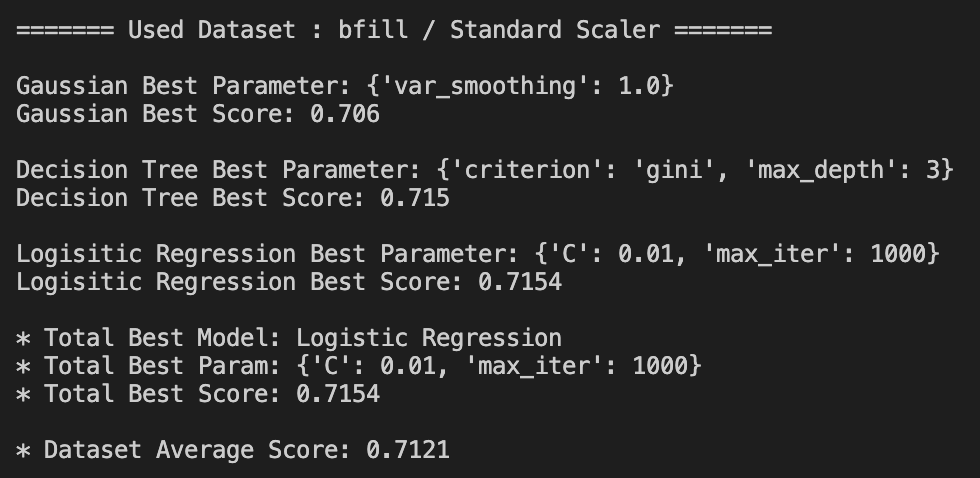 ======= Used Dataset : bfill / Standard Scaler =======
Gaussian Best Parameter: {'var_smoothing': 1.0}
Gaussian Best Score: 0.706
Decision Tree Best Parameter: {'criterion': 'gini', 'max_depth': 3}
Decision Tree Best Score: 0.715
Logisitic Regression Best Parameter: {'C': 0.01, 'max_iter': 1000}
Logisitic Regression Best Score: 0.7154
* Total Best Model: Logistic Regression
* Total Best Param: {'C': 0.01, 'max_iter': 1000}
* Total Best Score: 0.7154
* Dataset Average Score: 0.7121